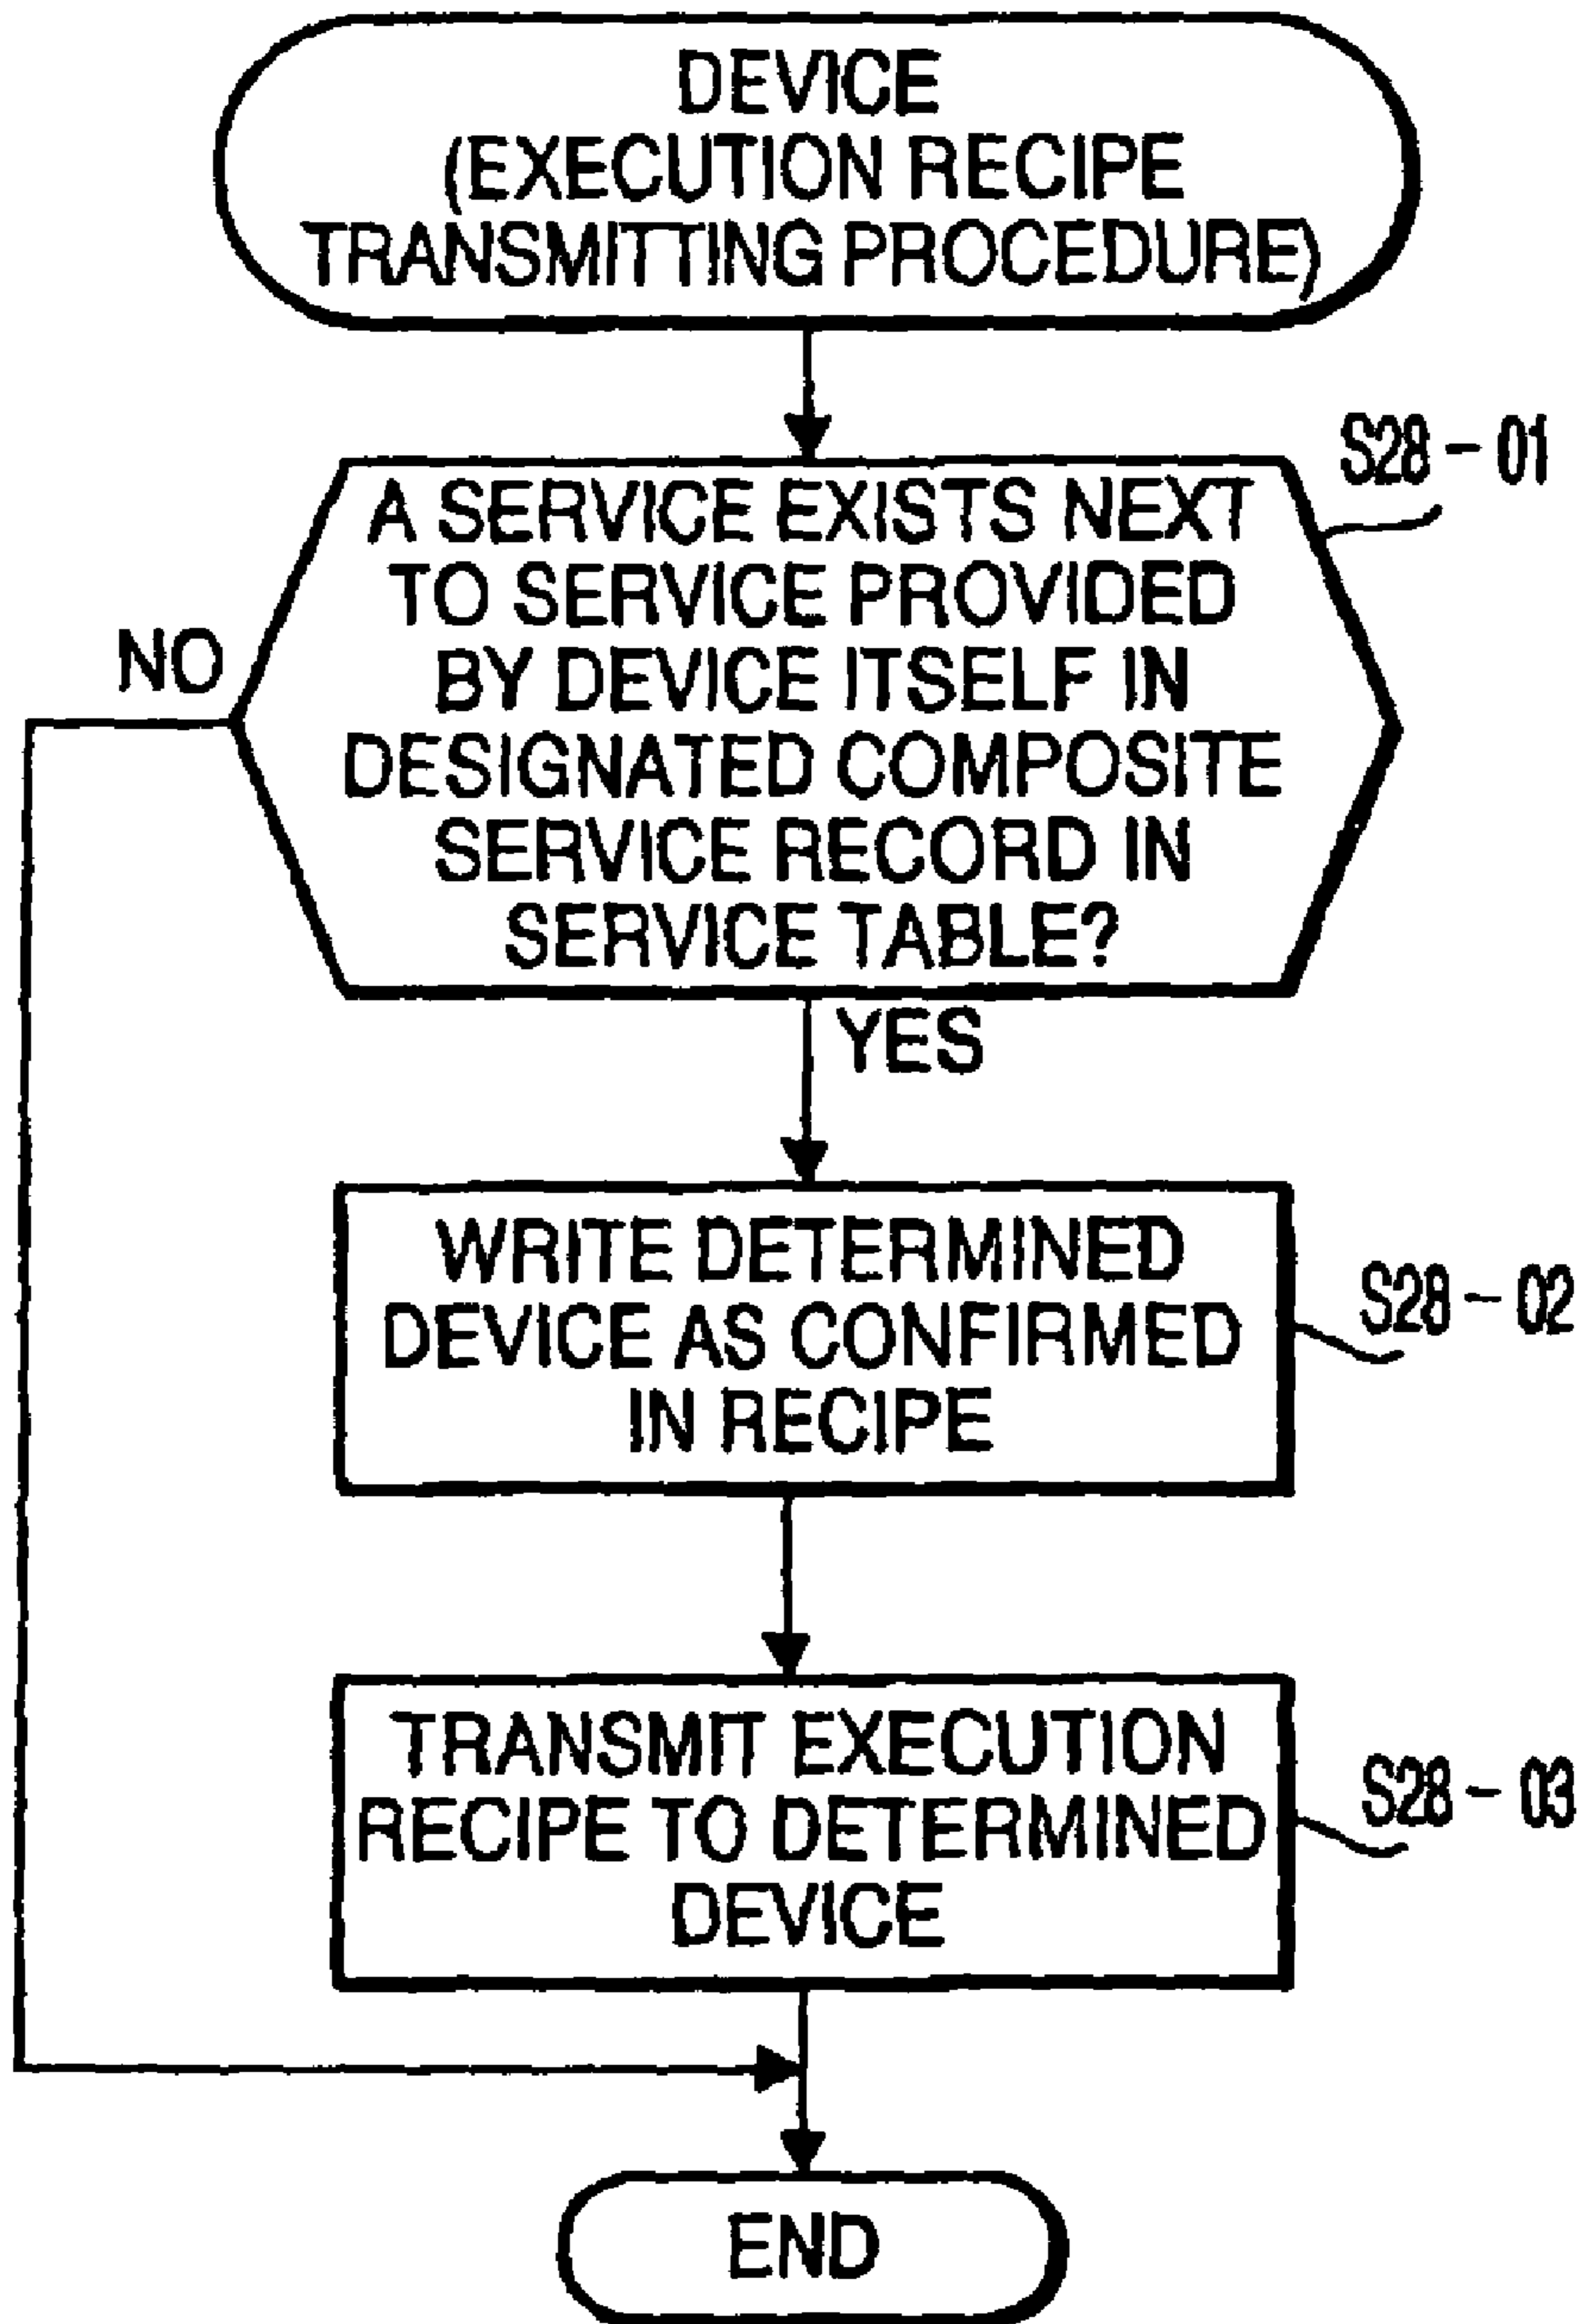 DEVICE
(EXECUTION RECIPE
TRANSMITTING PROCEDURE)
S28-01
A SERVICE EXISTS NEXT
TO SERVICE PROVIDED
BY DEVICE ITSELF IN
DESIGNATED COMPOSITE
SERVICE RECORD IN
SERVICE TABLE?
NO
YES
WRITE DETERMINED
DEVICE AS CONFIRMED
IN RECIPE
S28-02
TRANSMIT EXECUTION
RECIPE TO DETERMINED
DEVICE
S28-03
END